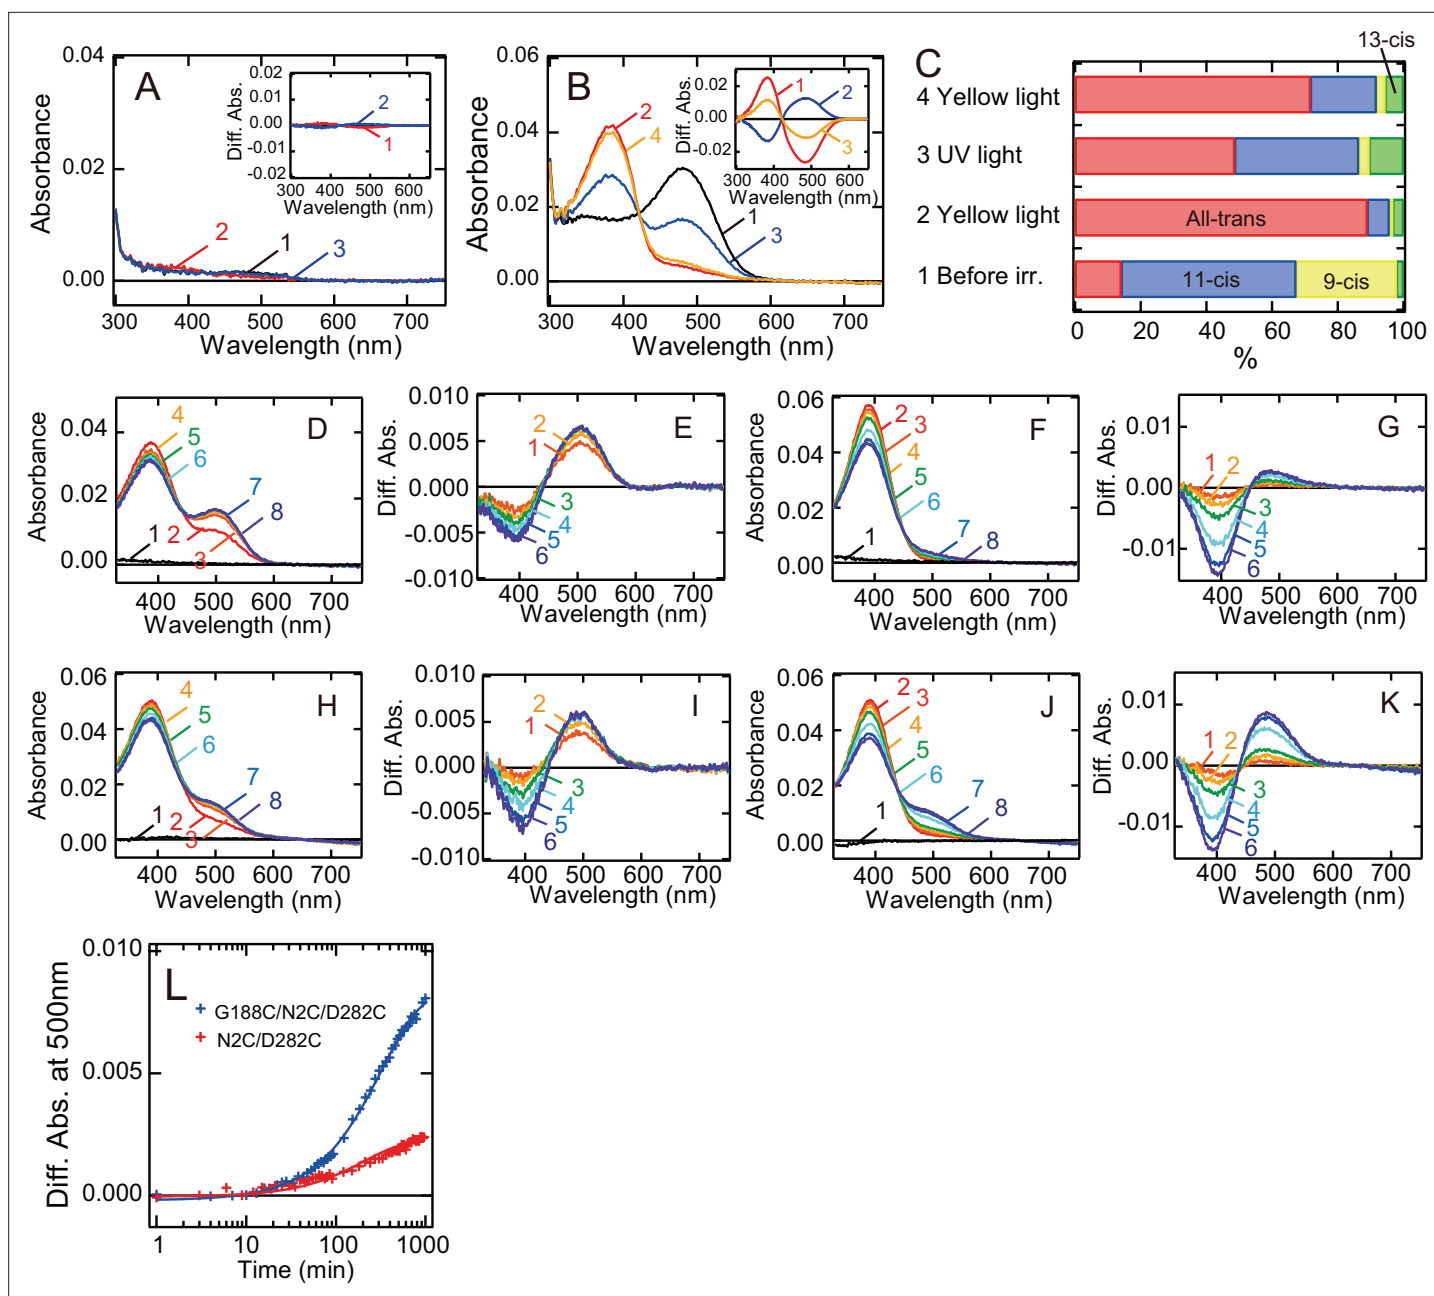 A
Absorbance
0.04
0.02
0.00
300 400 500 600 700
Wavelength (nm)
2
1
3
Diff. Abs.
0.02
0.01
0.00
-0.01
-0.02
2
1
300 400 500 600
Wavelength (nm)
B
Absorbance
0.06
0.04
0.02
0.00
300 400 500 600 700
Wavelength (nm)
2
4
1
3
Diff. Abs.
0.02
0.00
-0.02
1
2
3
300 400 500 600
Wavelength (nm)
C
13-cis
4 Yellow light
3 UV light
2 Yellow light
All-trans
1 Before irr.
11-cis
9-cis
0 20 40 60 80 100
%
D
Absorbance
0.04
0.02
0.00
4
5
6
7
8
1
2
3
400 500 600 700
Wavelength (nm)
E
Diff. Abs.
0.010
0.005
0.000
-0.005
-0.010
2
1
3
4
5
6
400 500 600 700
Wavelength (nm)
F
Absorbance
0.06
0.04
0.02
0.00
2
3
4
5
6
7
8
1
400 500 600 700
Wavelength (nm)
G
Diff. Abs.
0.01
0.00
-0.01
1
2
3
4
5
6
400 500 600 700
Wavelength (nm)
H
Absorbance
0.06
0.04
0.02
0.00
4
5
6
7
8
1
2
3
400 500 600 700
Wavelength (nm)
I
Diff. Abs.
0.010
0.005
0.000
-0.005
-0.010
2
1
3
4
5
6
400 500 600 700
Wavelength (nm)
J
Absorbance
0.06
0.04
0.02
0.00
2
3
4
5
6
7
8
1
400 500 600 700
Wavelength (nm)
K
Diff. Abs.
0.01
0.00
-0.01
1
2
3
4
5
6
400 500 600 700
Wavelength (nm)
L
Diff. Abs. at 500nm
0.010
0.005
0.000
G188C/N2C/D282C
N2C/D282C
1 10 100 1000
Time (min)